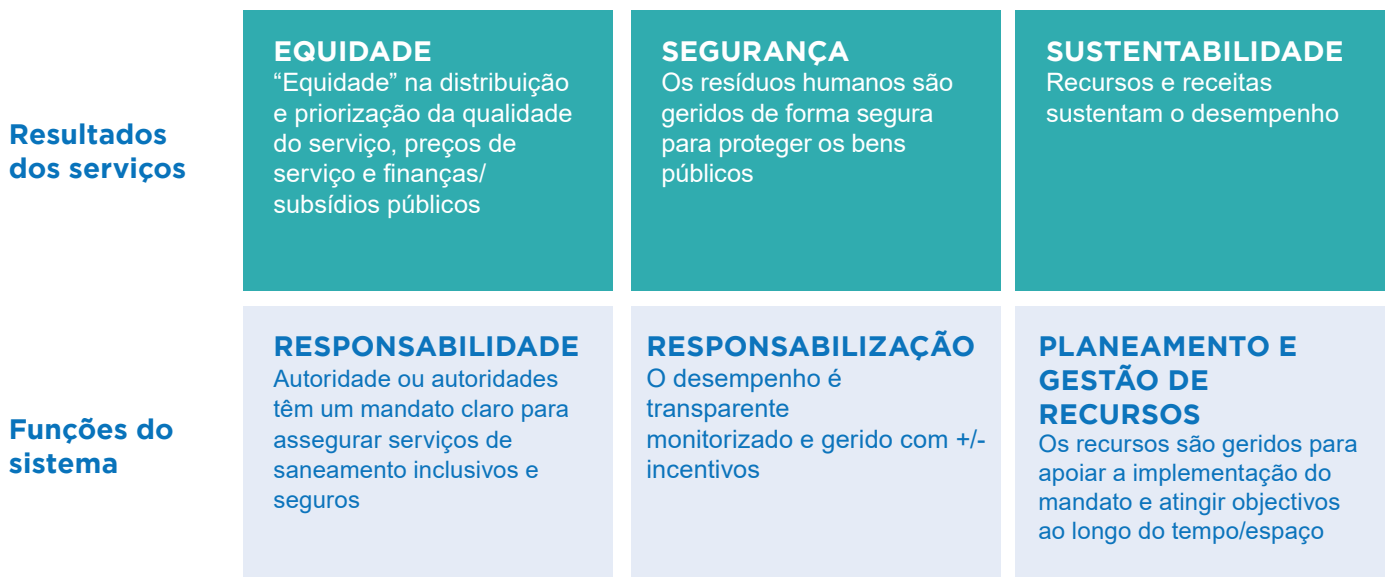 Resultados
dos serviços
EQUIDADE
“Equidade” na distribuição
e priorização da qualidade
do serviço, preços de
serviço e finanças/
subsídios públicos
SEGURANÇA
Os resíduos humanos são
geridos de forma segura
para proteger os bens
públicos
SUSTENTABILIDADE
Recursos e receitas
sustentam o desempenho
Funções do
sistema
RESPONSABILIDADE
Autoridade ou autoridades
têm um mandato claro para
assegurar serviços de
saneamento inclusivos e
seguros
RESPONSABILIZAÇÃO
O desempenho é
transparente
monitorizado e gerido com +/-
incentivos
PLANEAMENTO E
GESTÃO DE
RECURSOS
Os recursos são geridos para
apoiar a implementação do
mandato e atingir objectivos
ao longo do tempo/espaço